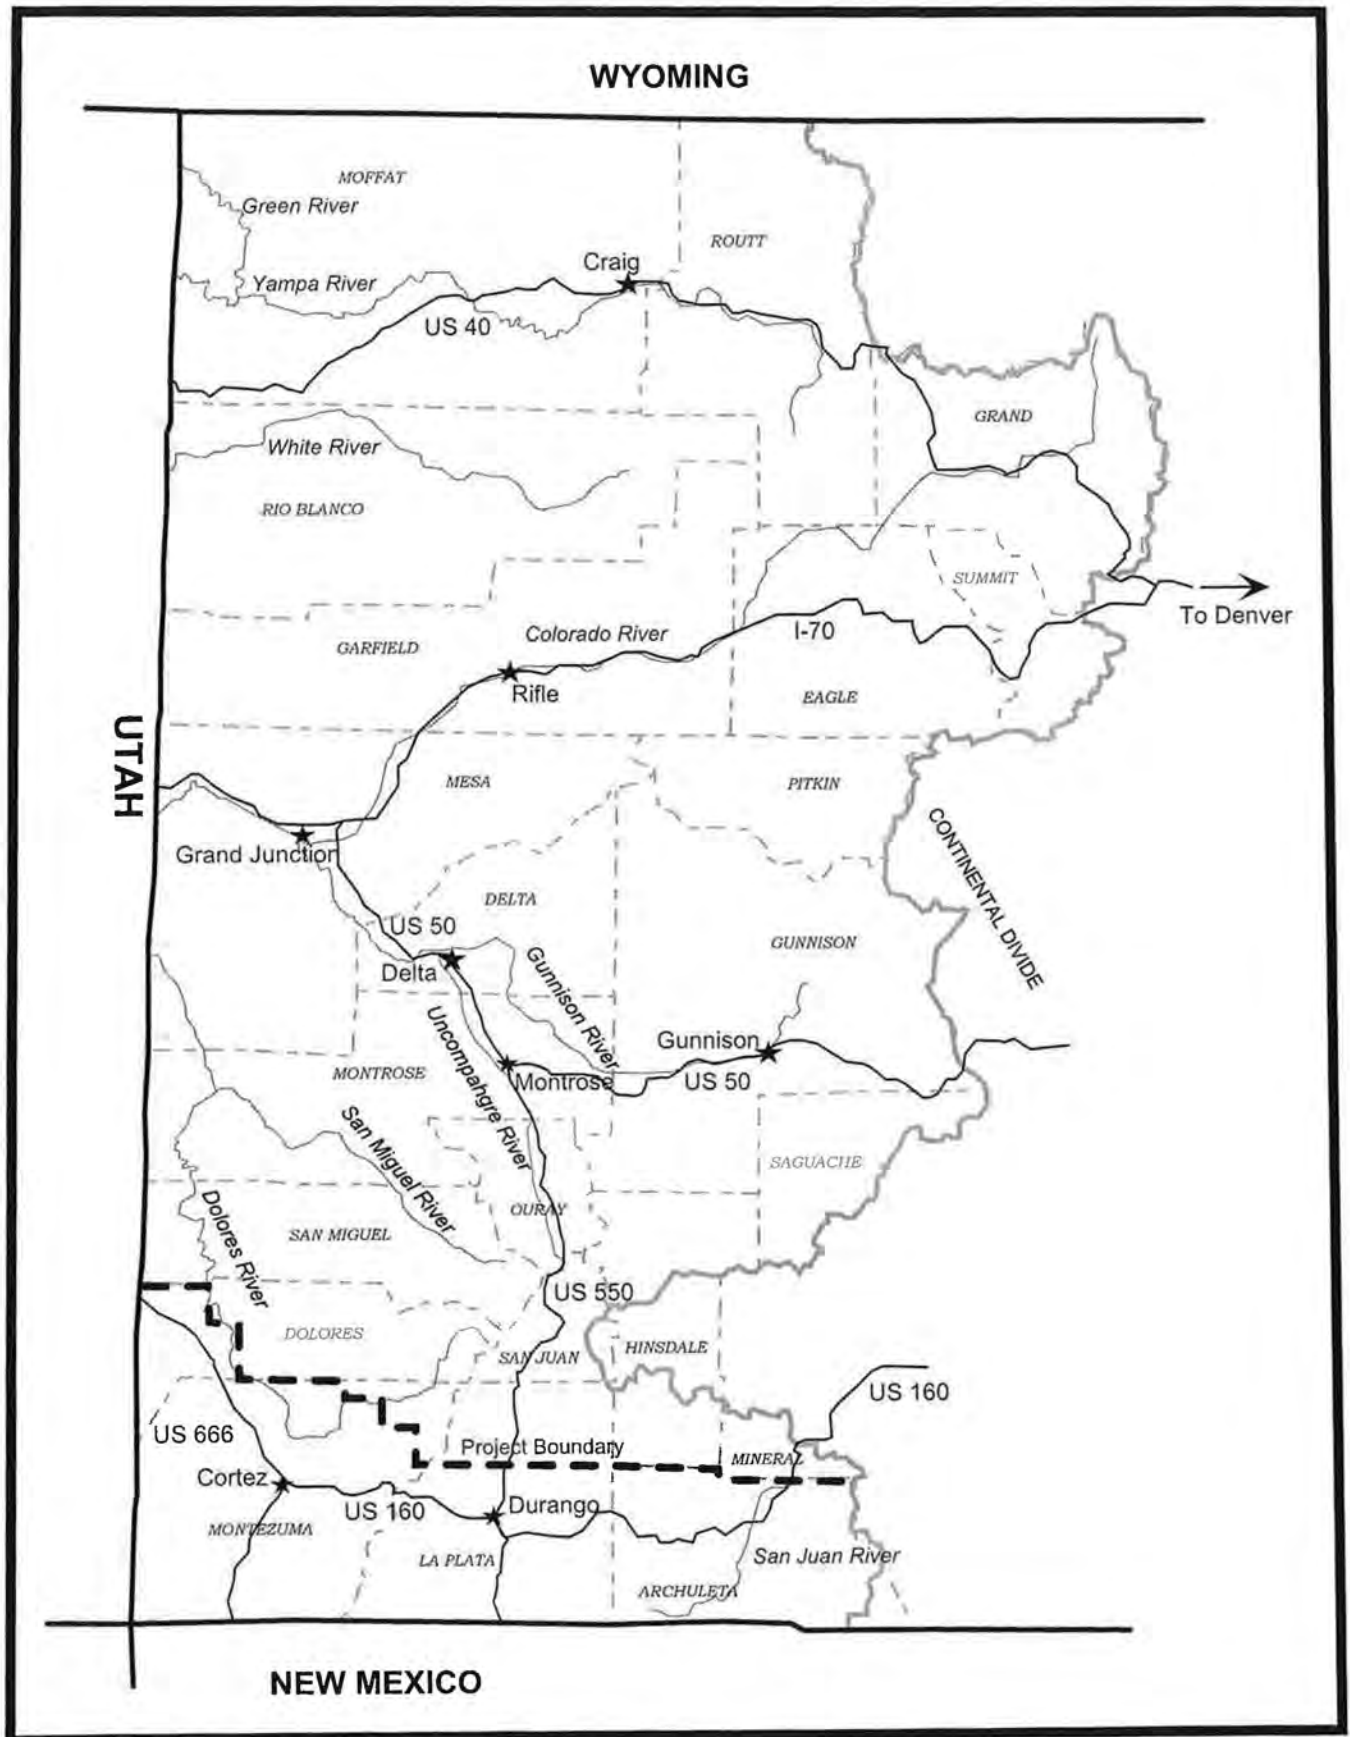 WYOMING
MOFFAT
Green River
ROUTT
Craig
Yampa River
US 40
GRAND
White River
RIO BLANCO
SUMMIT
To Denver
Colorado River
I-70
GARFIELD
Rifle
EAGLE
UTAH
MESA
PITKIN
Grand Junction
CONTINENTAL DIVIDE
DELTA
US 50
GUNNISON
Delta
Gunnison River
Uncompahgre River
Gunnison
MONTROSE
Montrose
US 50
San Miguel River
SAGUACHE
Dolores River
OURAY
SAN MIGUEL
US 550
DOLORES
SAN JUAN
HINSDALE
US 160
US 666
Project Boundary
MINERAL
Cortez
US 160
Durango
MONTEZUMA
LA PLATA
San Juan River
ARCHULETA
NEW MEXICO